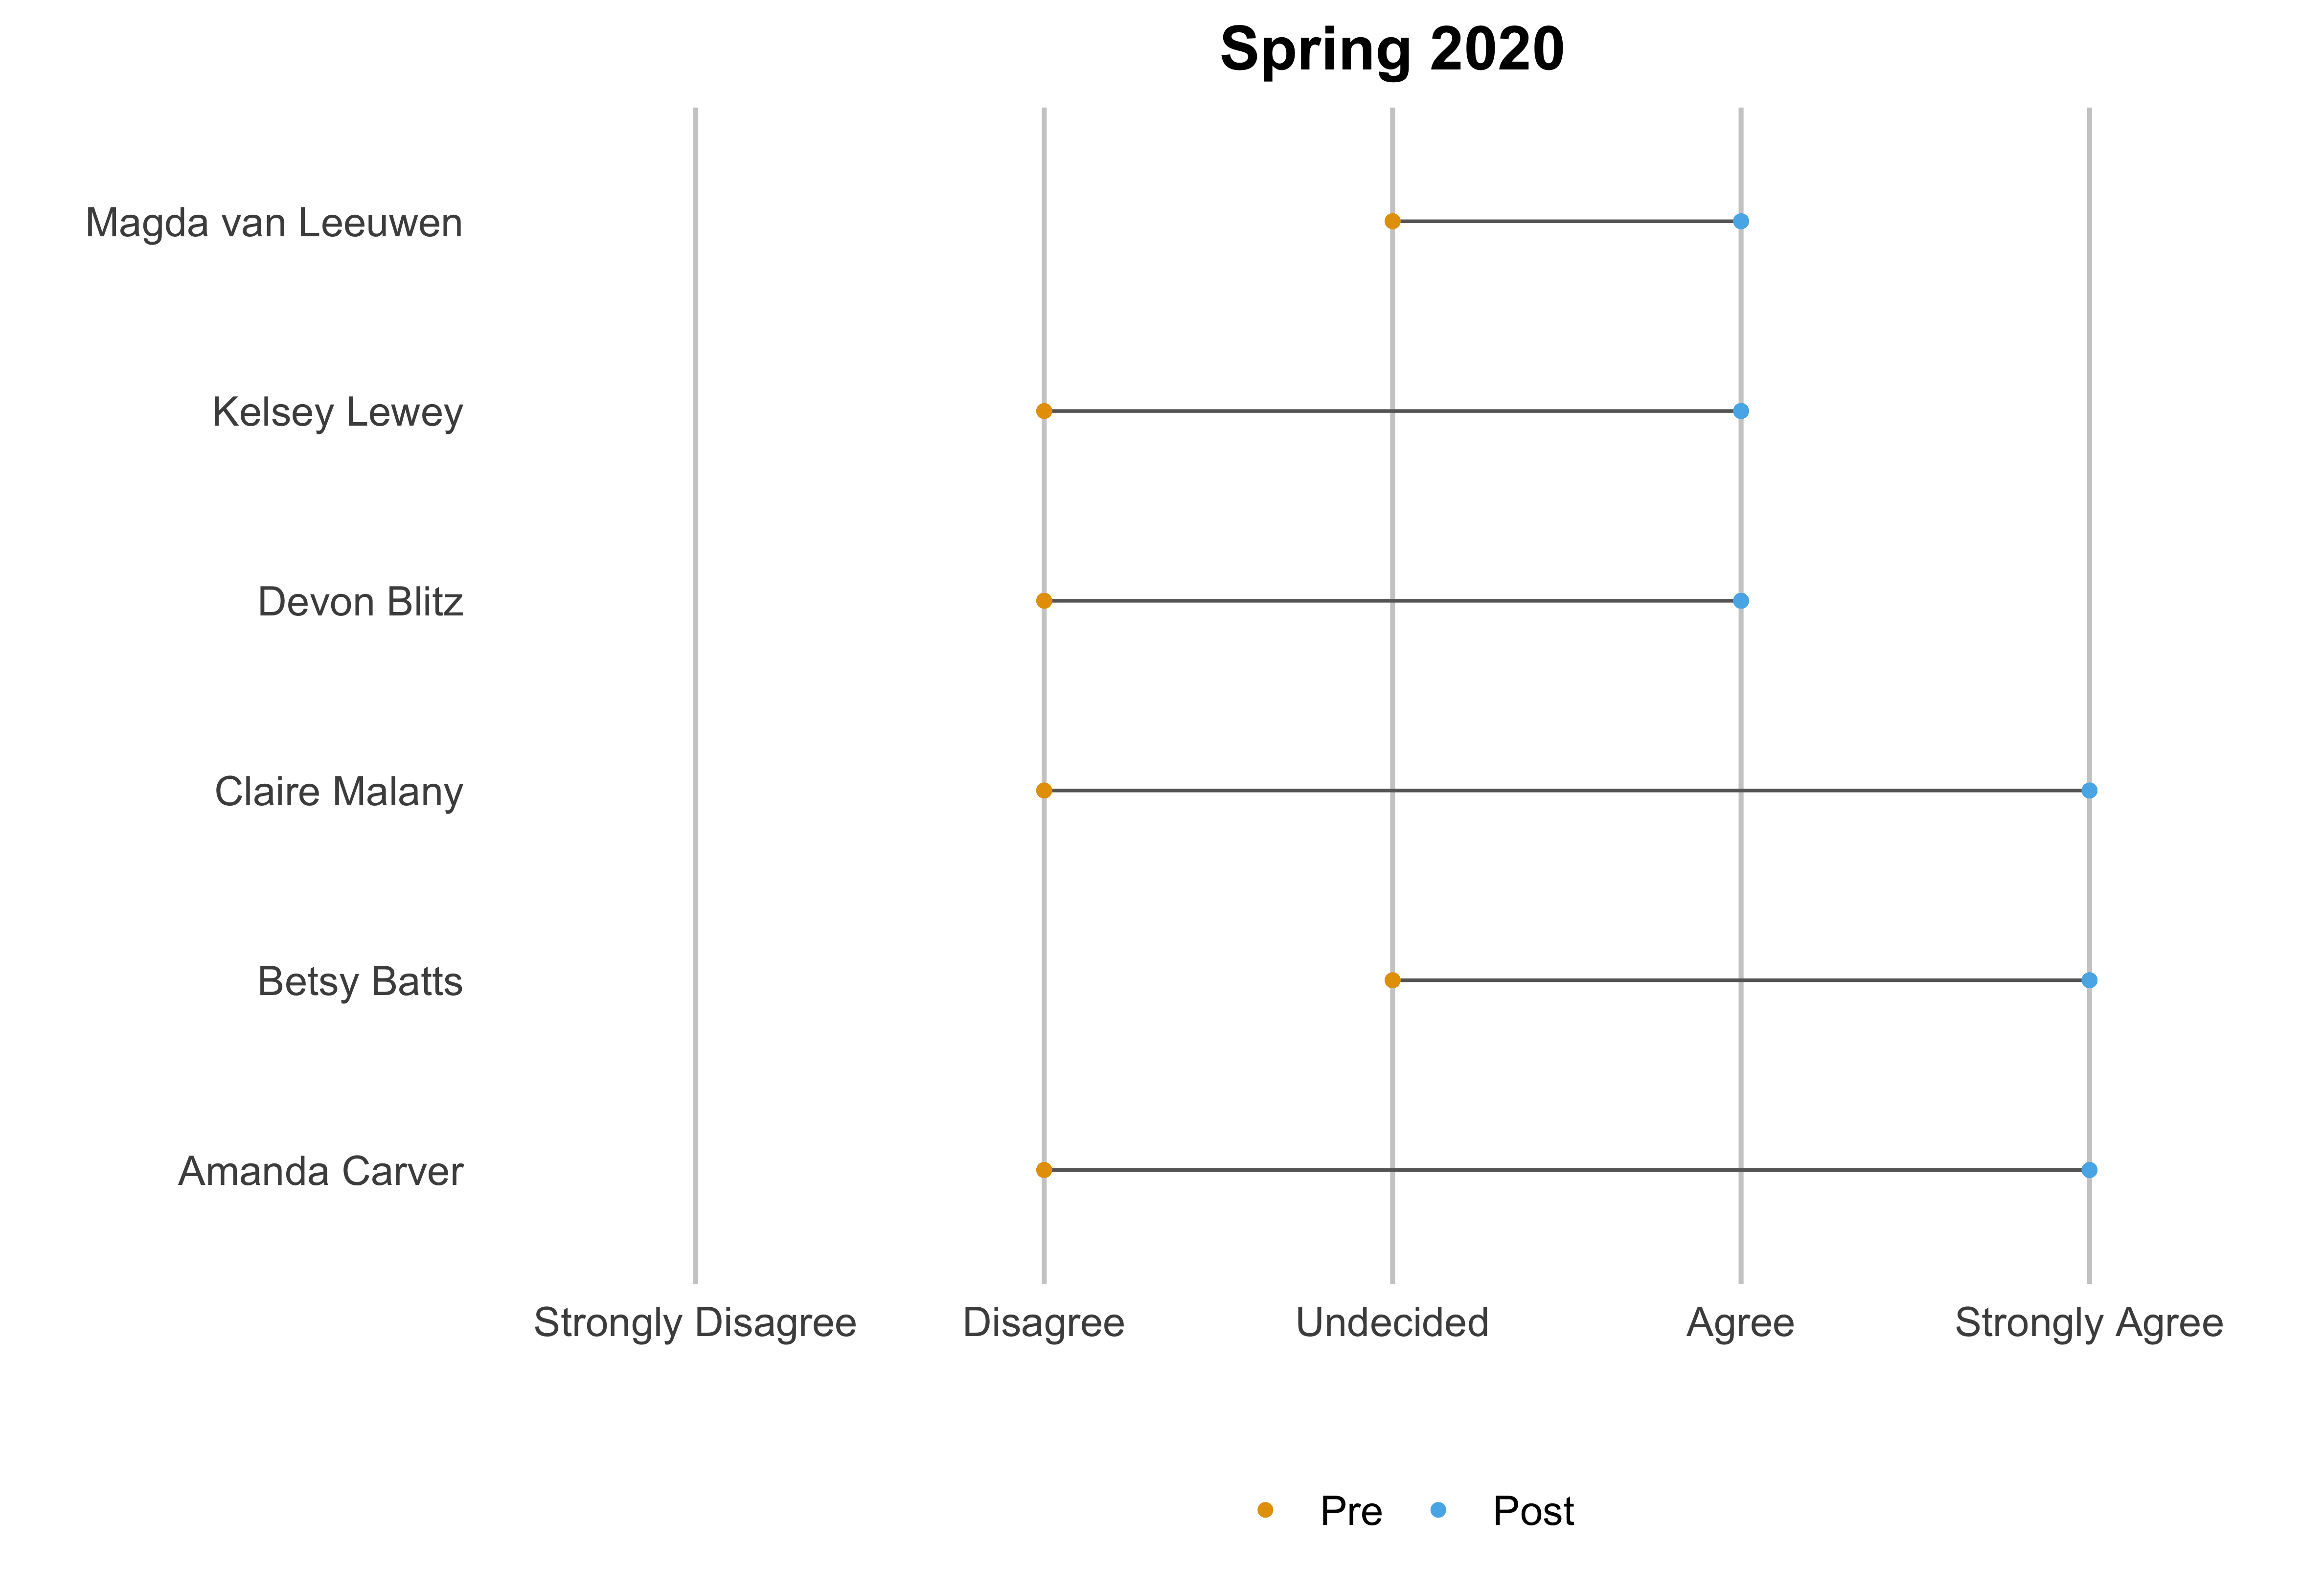 Spring 2020
Magda van Leeuwen
Kelsey Lewey
Devon Blitz
Claire Malany
Betsy Batts
Amanda Carver
Strongly Disagree Disagree Undecided Agree Strongly Agree
Pre Post